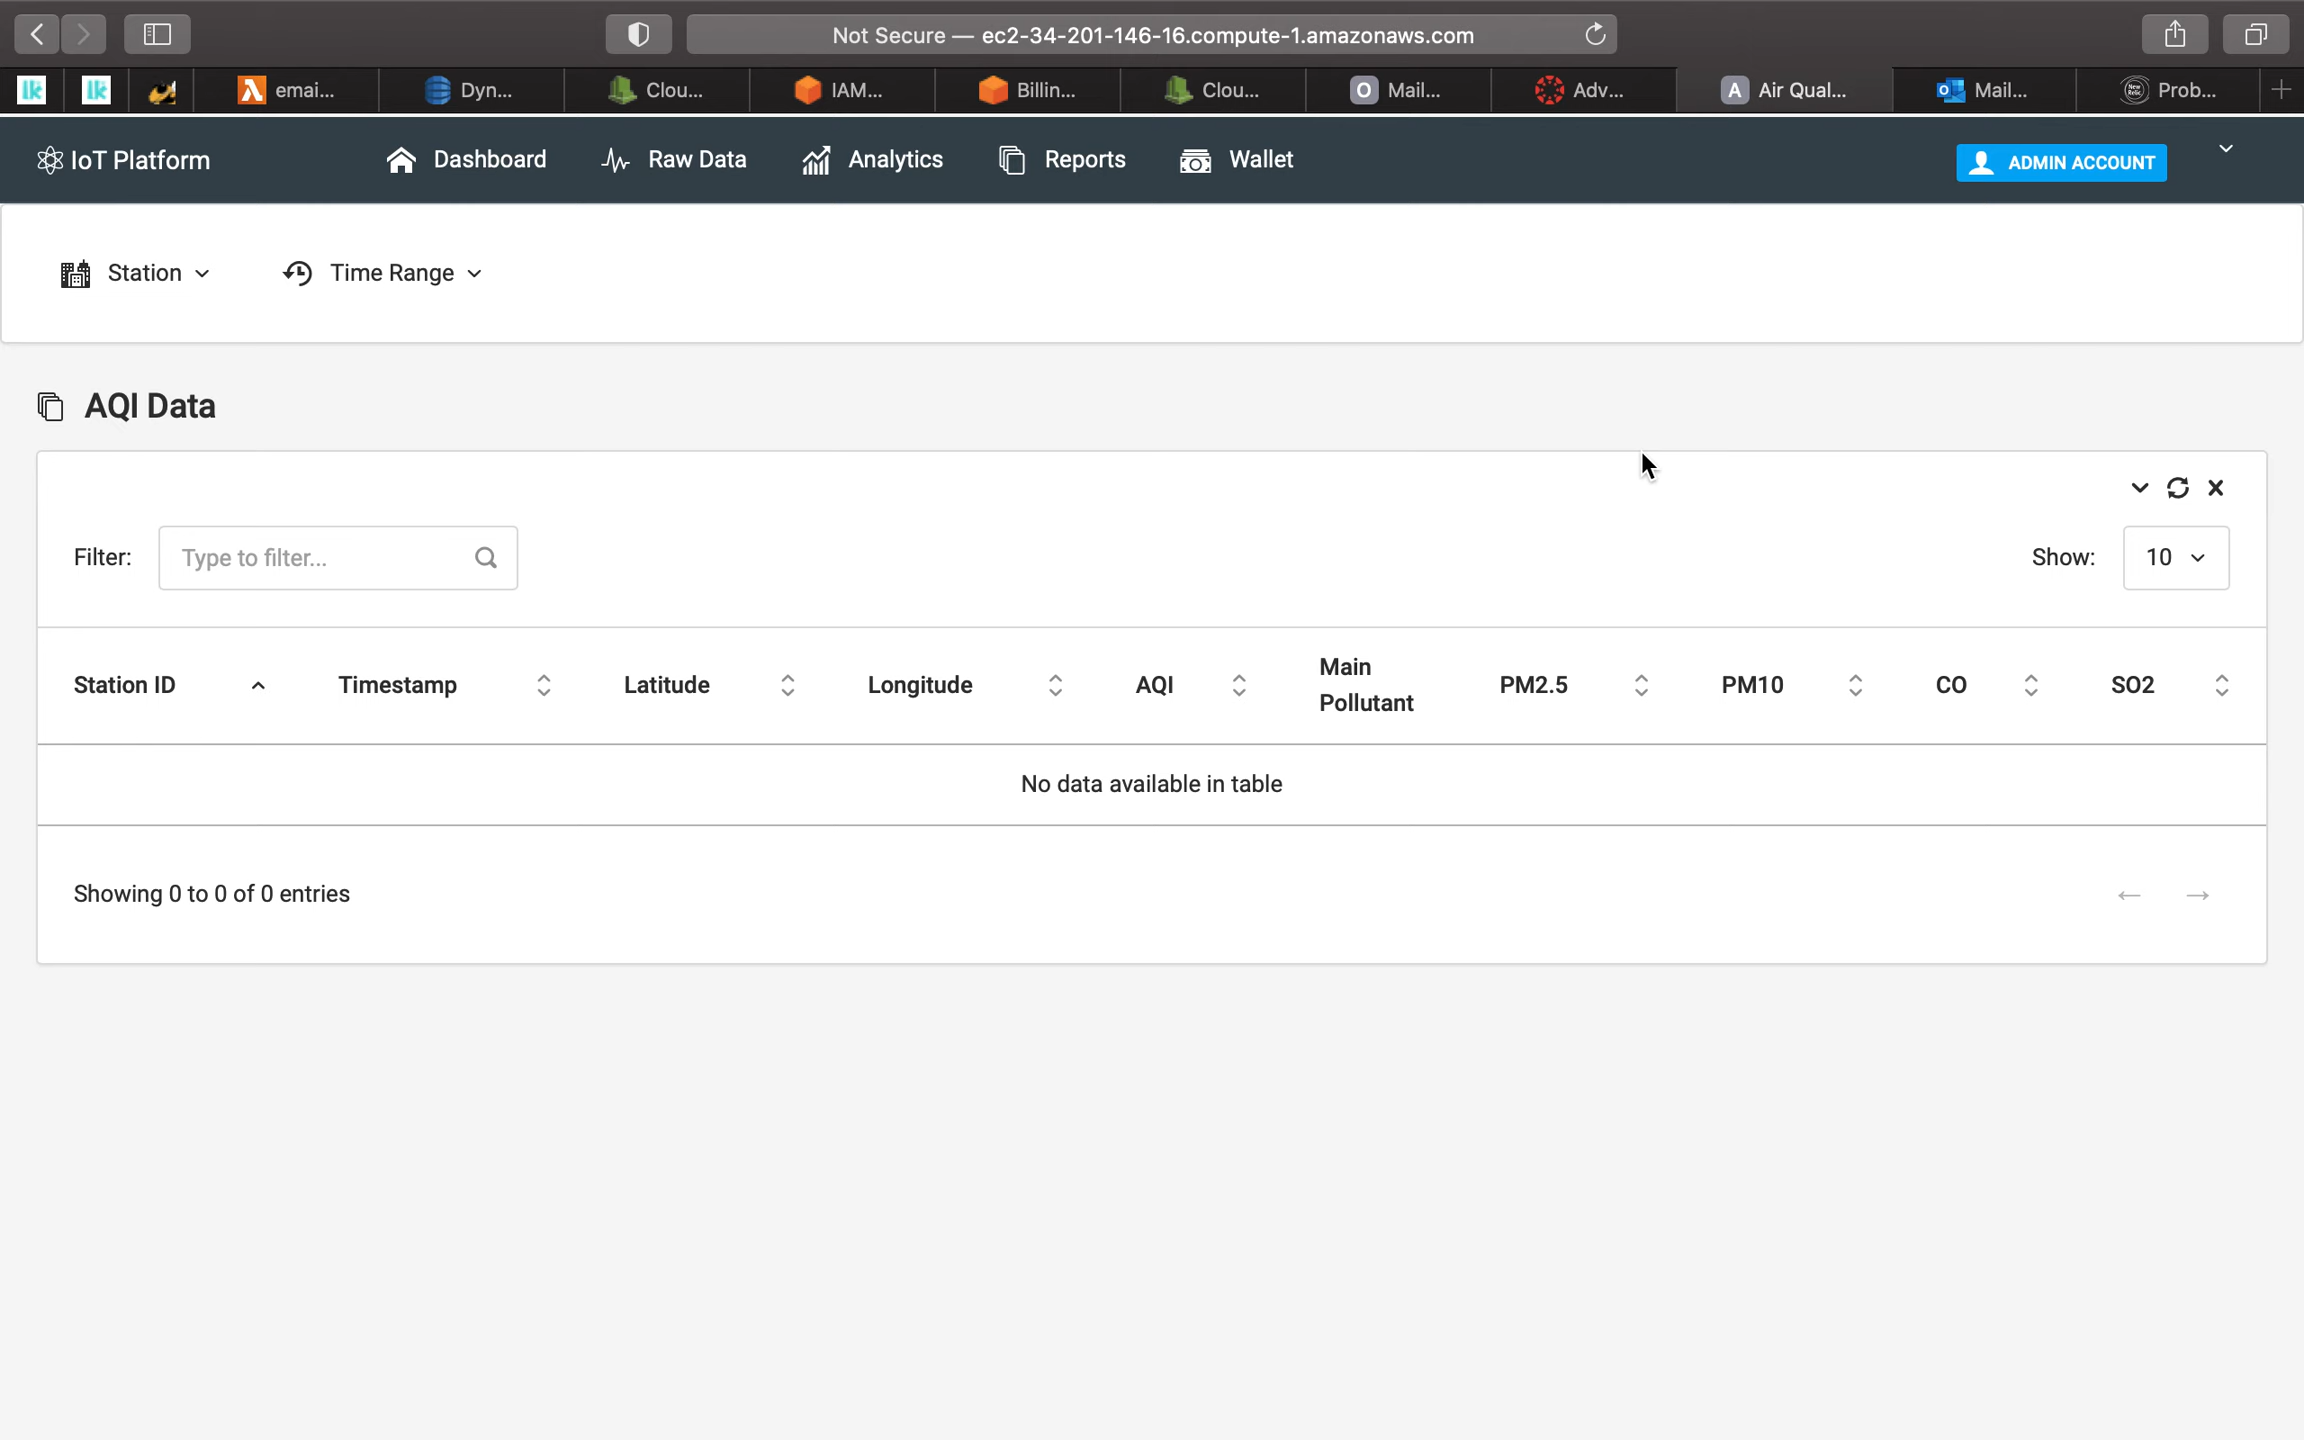 Not Secure — ec2-34-201-146-16.compute-1.amazonaws.com
lk lk emai... Dyn... Clou... IAM... Billin... Clou... O Mail... Adv... A Air Qual... Mail... Prob...
IoT Platform Dashboard Raw Data Analytics Reports Wallet ADMIN ACCOUNT
Station Time Range
AQI Data
Filter: Type to filter... Show: 10
Station ID Timestamp Latitude Longitude AQI Main Pollutant PM2.5 PM10 CO SO2
No data available in table
Showing 0 to 0 of 0 entries ← →